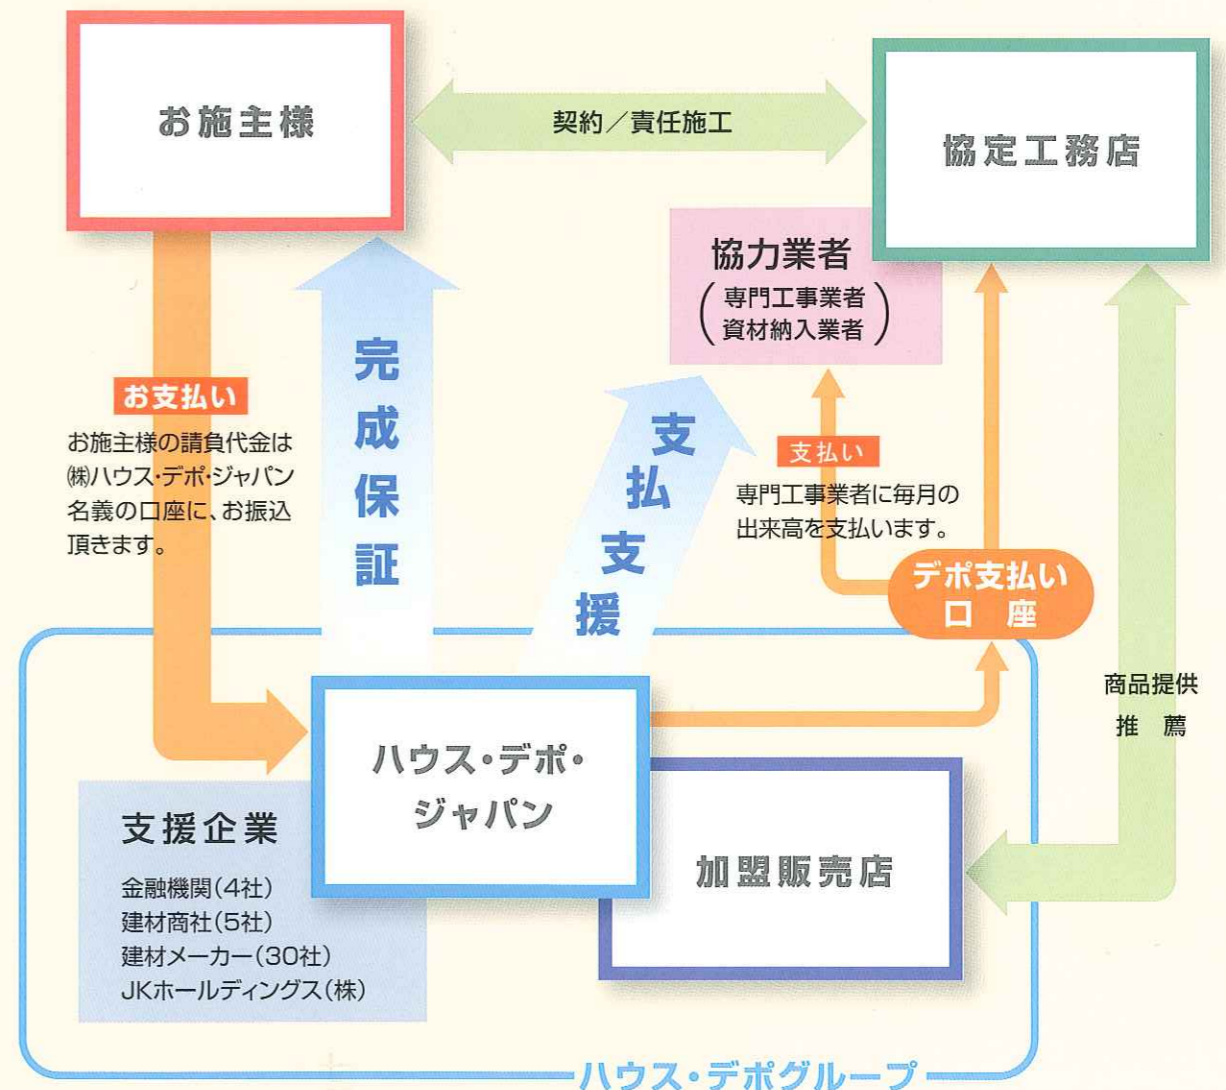 お施主様
契約／責任施工
協定工務店
協力業者
(専門工事業者
資材納入業者)
完成保証
支払支援
お支払い
お施主様の請負代金は
㈱ハウス・デポ・ジャパン
名義の口座に、お振込
頂きます。
支払い
専門工事業者に毎月の
出来高を支払います。
デポ支払い
口　座
商品提供
推　薦
ハウス・デポ・
ジャパン
加盟販売店
支援企業
金融機関(4社)
建材商社(5社)
建材メーカー(30社)
JKホールディングス(株)
ハウス・デポグループ